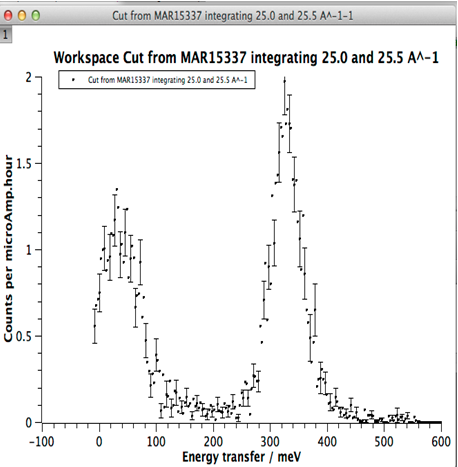 Cut from MAR15337 integrating 25.0 and 25.5 A^-1-1
1
Workspace Cut from MAR15337 integrating 25.0 and 25.5 A^-1
Cut from MAR15337 integrating 25.0 and 25.5 A^-1
2
1.5
1
0.5
0
Counts per microAmp.hour
-100
0
100
200
300
400
500
600
Energy transfer / meV